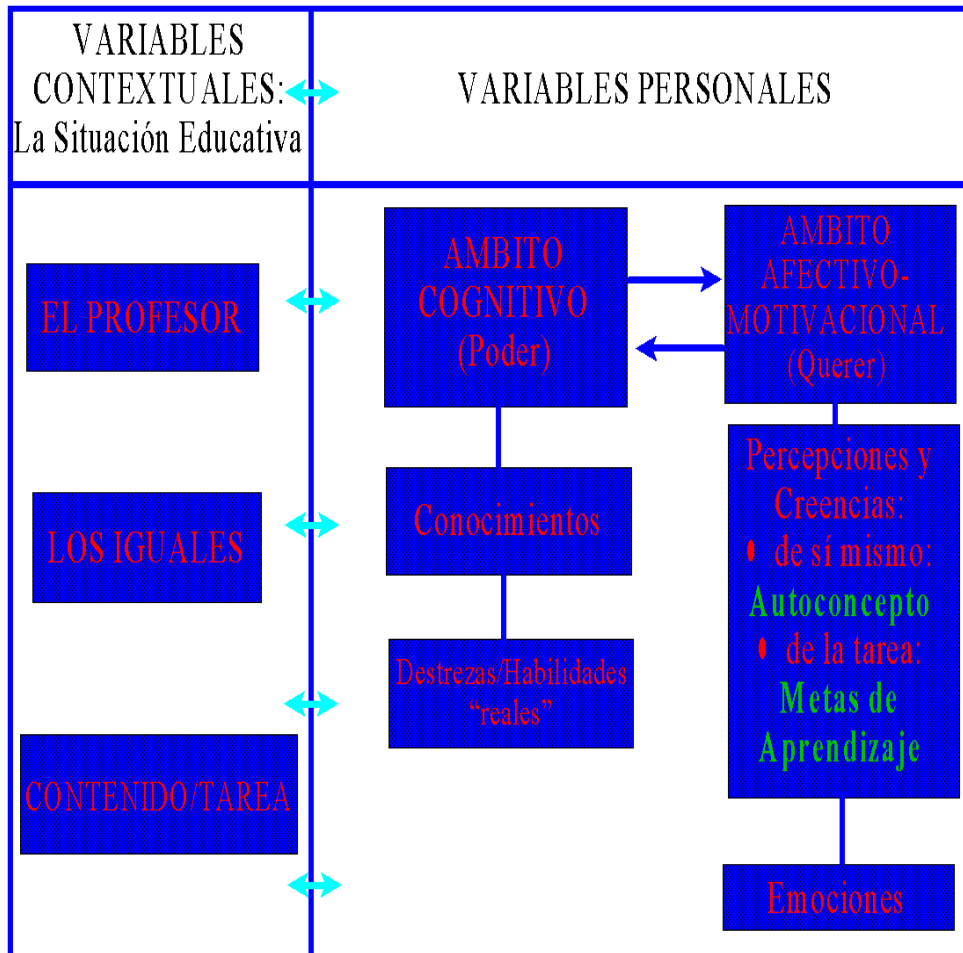 VARIABLES
CONTEXTUALES:
La Situación Educativa
VARIABLES PERSONALES
EL PROFESOR
LOS IGUALES
CONTENIDO/TAREA
AMBITO
COGNITIVO
(Poder)
Conocimientos
Destrezas/Habilidades
“reales”
AMBITO
AFECTIVO-
MOTIVACIONAL
(Querer)
Percepciones y
Creencias:
• de sí mismo:
Autoconcepto
• de la tarea:
Metas de
Aprendizaje
Emociones